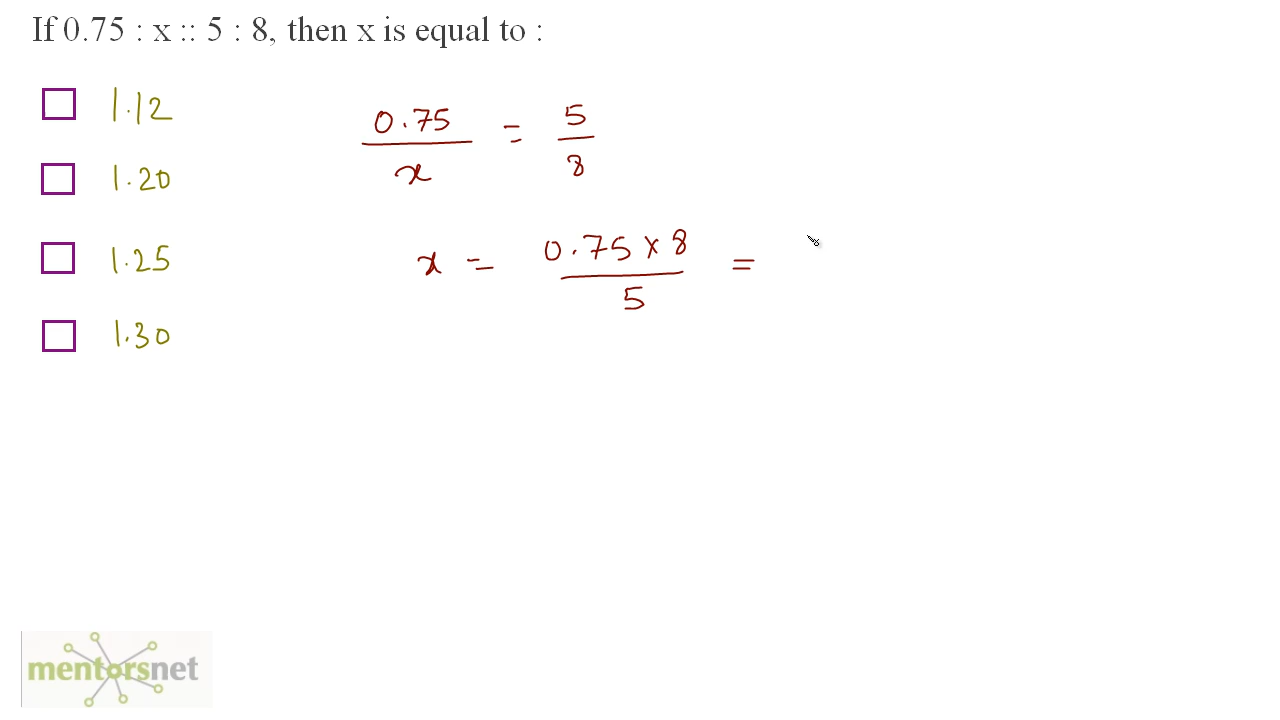 If 0.75 : x :: 5 : 8, then x is equal to :
1.12
1.20
1.25
1.30
0.75 / x = 5 / 8
x = 0.75 x 8 / 5 =
mentorsnet